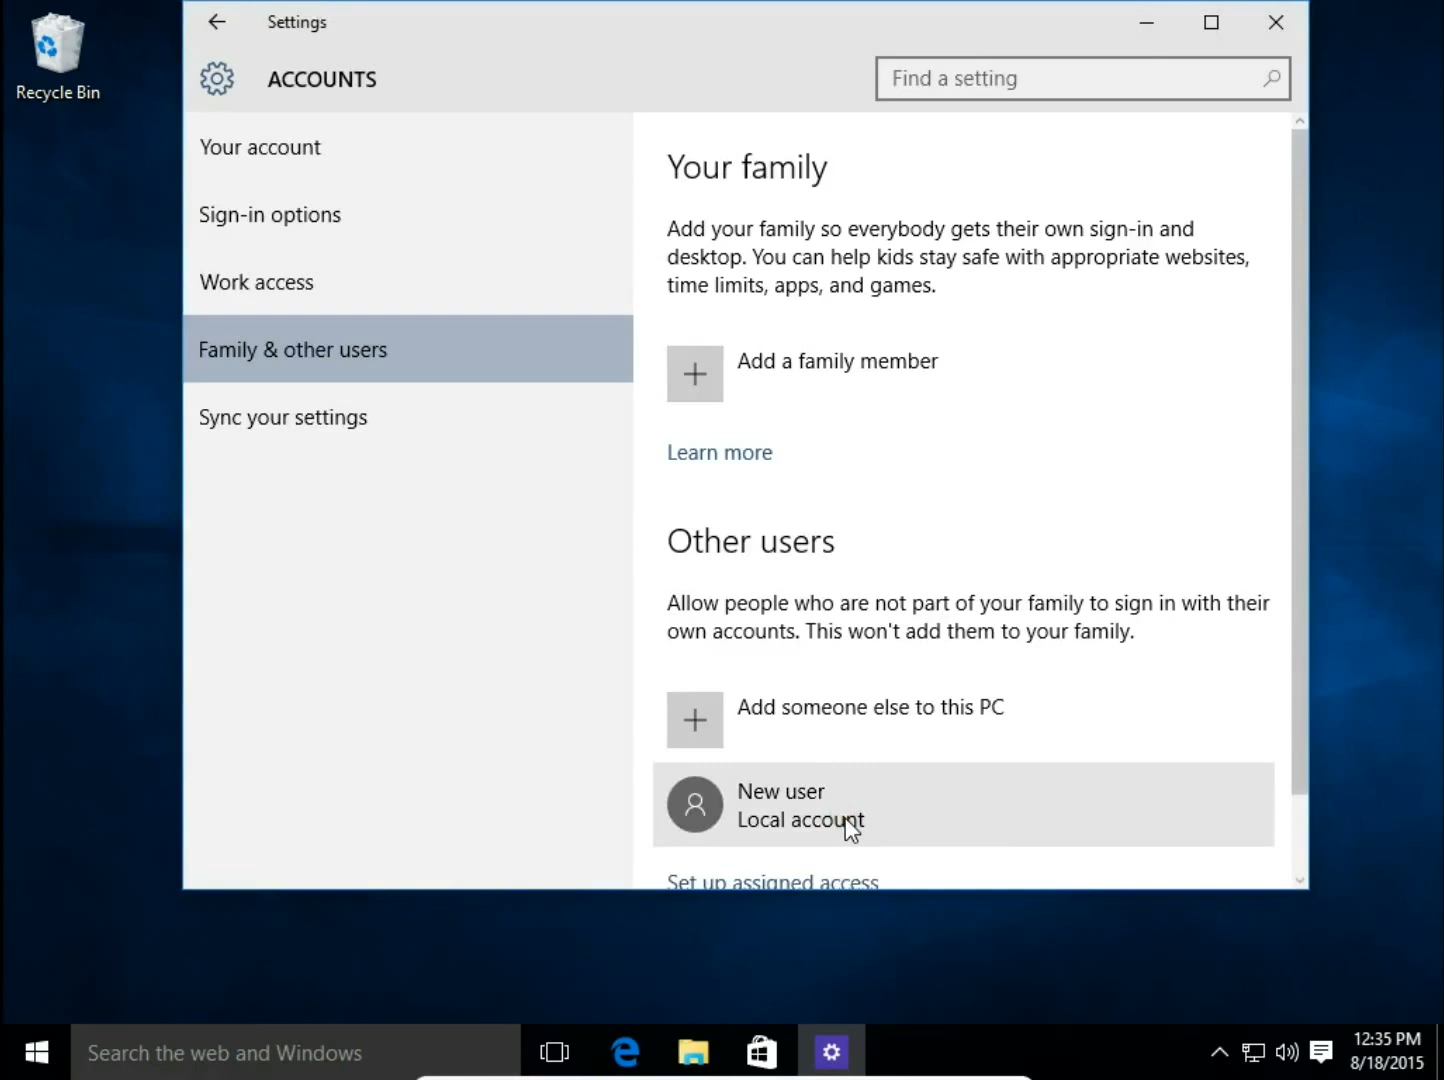 Recycle Bin
Settings
ACCOUNTS
Find a setting
Your account
Sign-in options
Work access
Family & other users
Sync your settings
Your family
Add your family so everybody gets their own sign-in and
desktop. You can help kids stay safe with appropriate websites,
time limits, apps, and games.
Add a family member
Learn more
Other users
Allow people who are not part of your family to sign in with their
own accounts. This won't add them to your family.
Add someone else to this PC
New user
Local account
Set up assigned access
Search the web and Windows
12:35 PM
8/18/2015